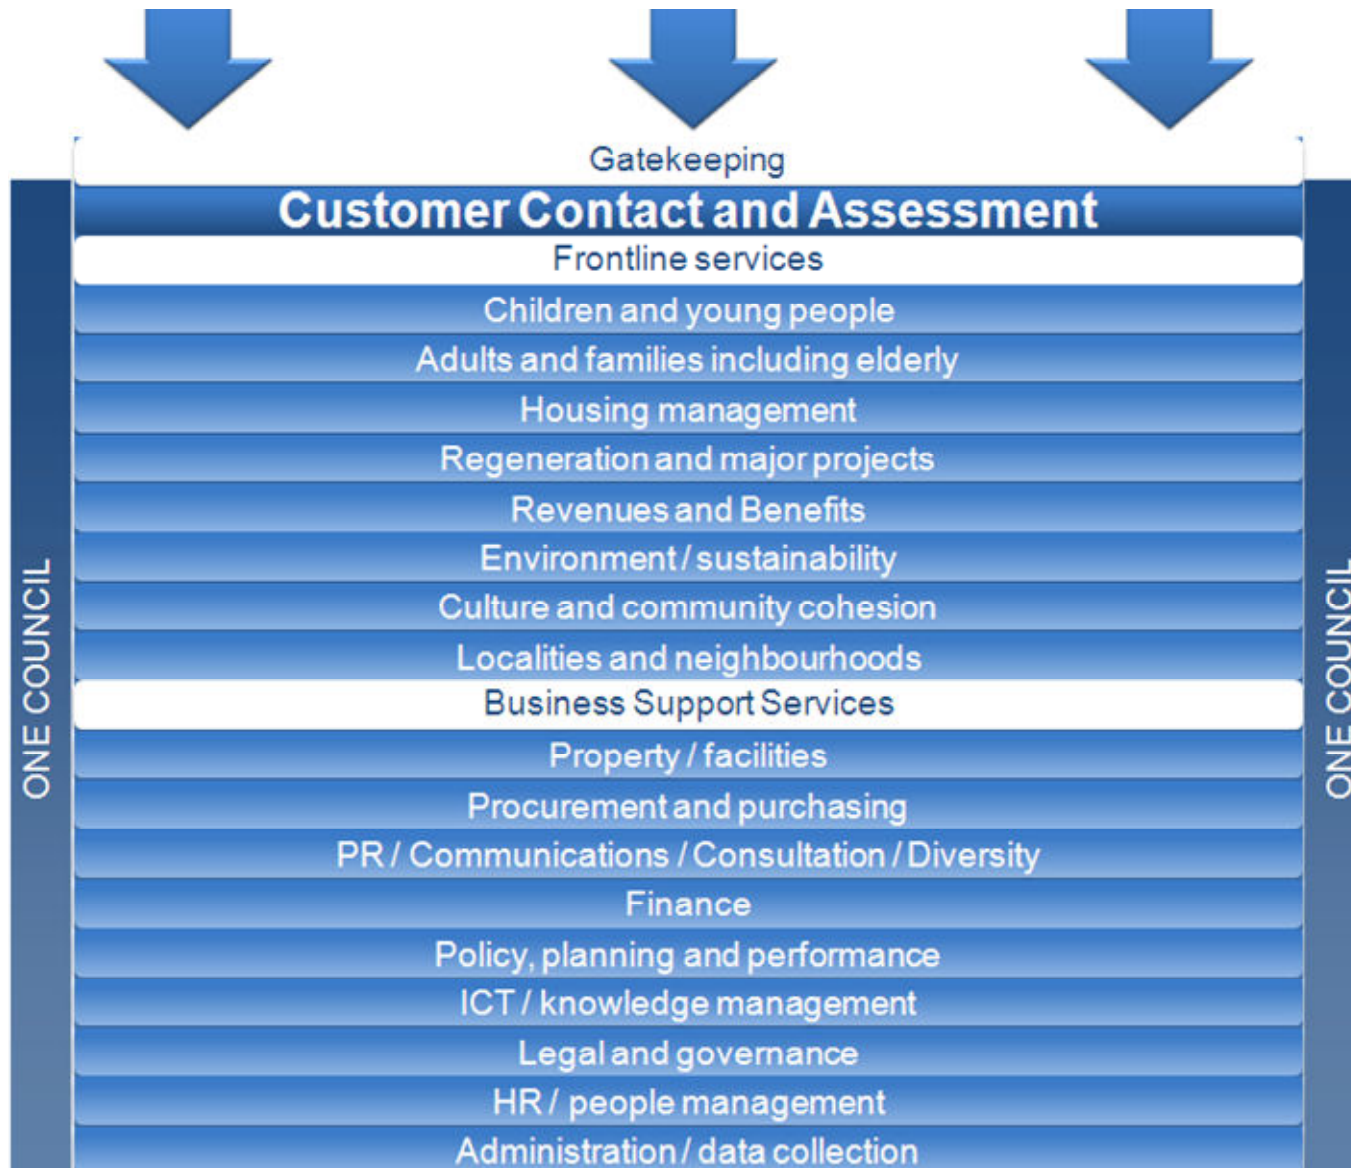 Gatekeeping
Customer Contact and Assessment
Frontline services
Children and young people
Adults and families including elderly
Housing management
Regeneration and major projects
Revenues and Benefits
Environment / sustainability
Culture and community cohesion
Localities and neighbourhoods
Business Support Services
Property / facilities
Procurement and purchasing
PR / Communications / Consultation / Diversity
Finance
Policy, planning and performance
ICT / knowledge management
Legal and governance
HR / people management
Administration / data collection
ONE COUNCIL
ONE COUNCIL